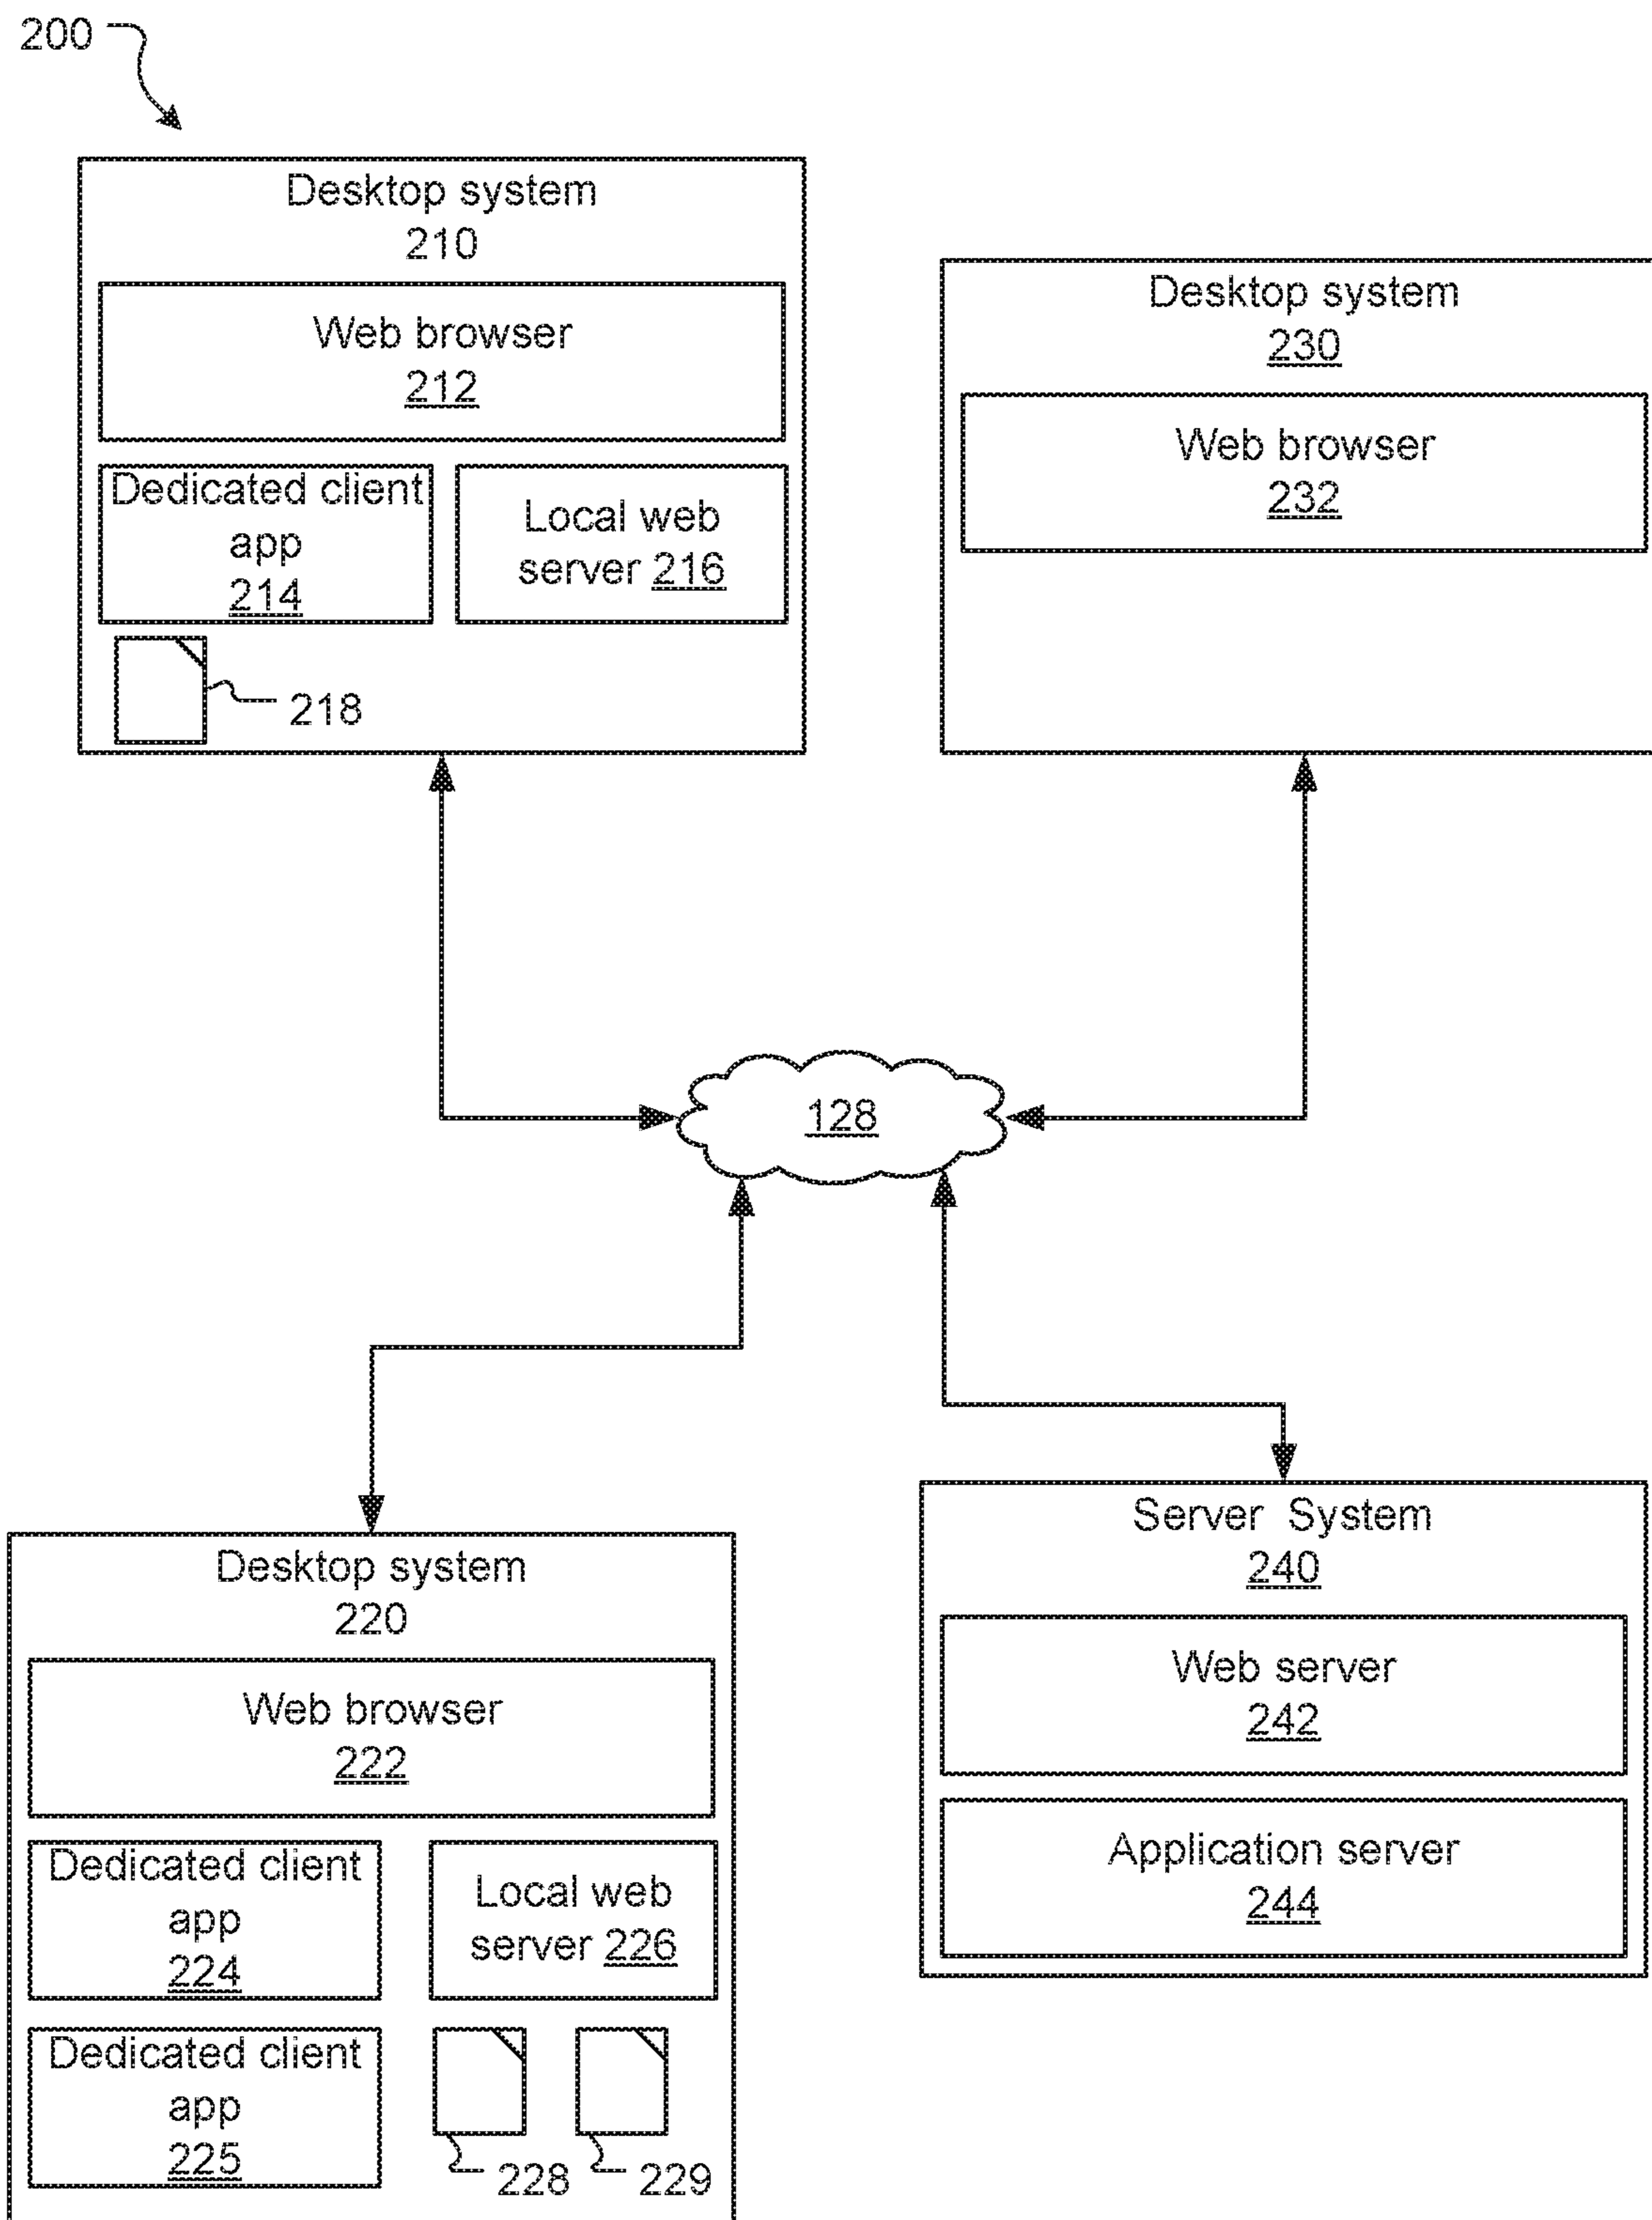 200
Desktop system
210
Web browser
212
Dedicated client
app
214
Local web
server 216
218
Desktop system
230
Web browser
232
128
Desktop system
220
Web browser
222
Dedicated client
app
224
Local web
server 226
Dedicated client
app
225
228
229
Server System
240
Web server
242
Application server
244